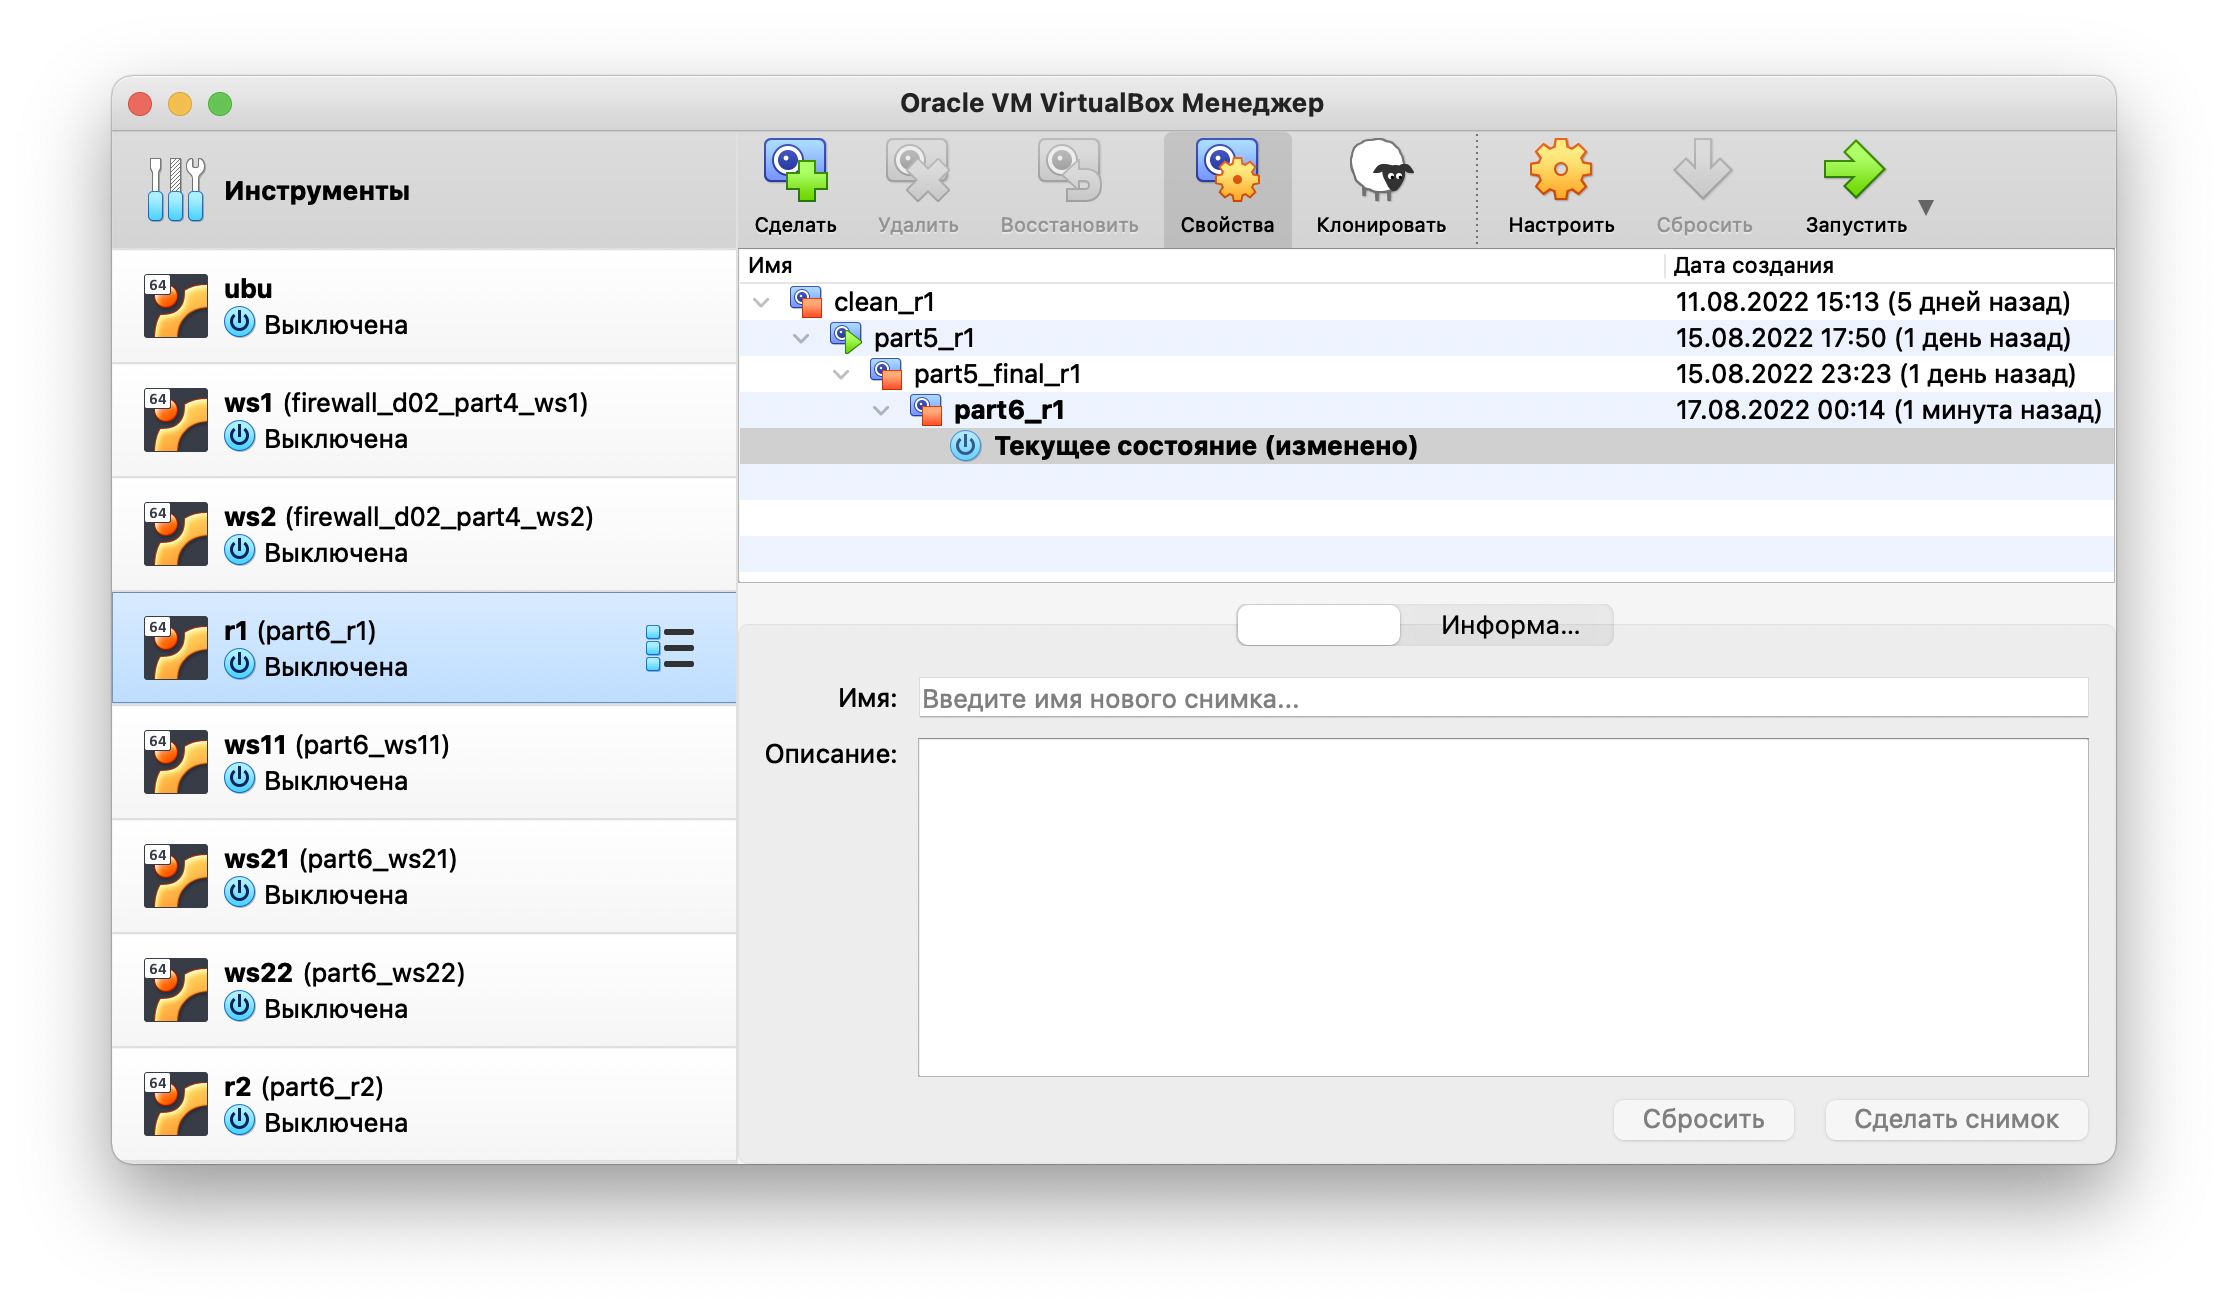 Oracle VM VirtualBox Менеджер
Инструменты
Сделать
Удалить
Восстановить
Свойства
Клонировать
Настроить
Сбросить
Запустить
64
ubu
Выключена
64
ws1 (firewall_d02_part4_ws1)
Выключена
64
ws2 (firewall_d02_part4_ws2)
Выключена
64
r1 (part6_r1)
Выключена
64
ws11 (part6_ws11)
Выключена
64
ws21 (part6_ws21)
Выключена
64
ws22 (part6_ws22)
Выключена
64
r2 (part6_r2)
Выключена
Имя Дата создания
clean_r1 11.08.2022 15:13 (5 дней назад)
part5_r1 15.08.2022 17:50 (1 день назад)
part5_final_r1 15.08.2022 23:23 (1 день назад)
part6_r1 17.08.2022 00:14 (1 минута назад)
Текущее состояние (изменено)
Информа...
Имя: Введите имя нового снимка...
Описание:
Сбросить
Сделать снимок